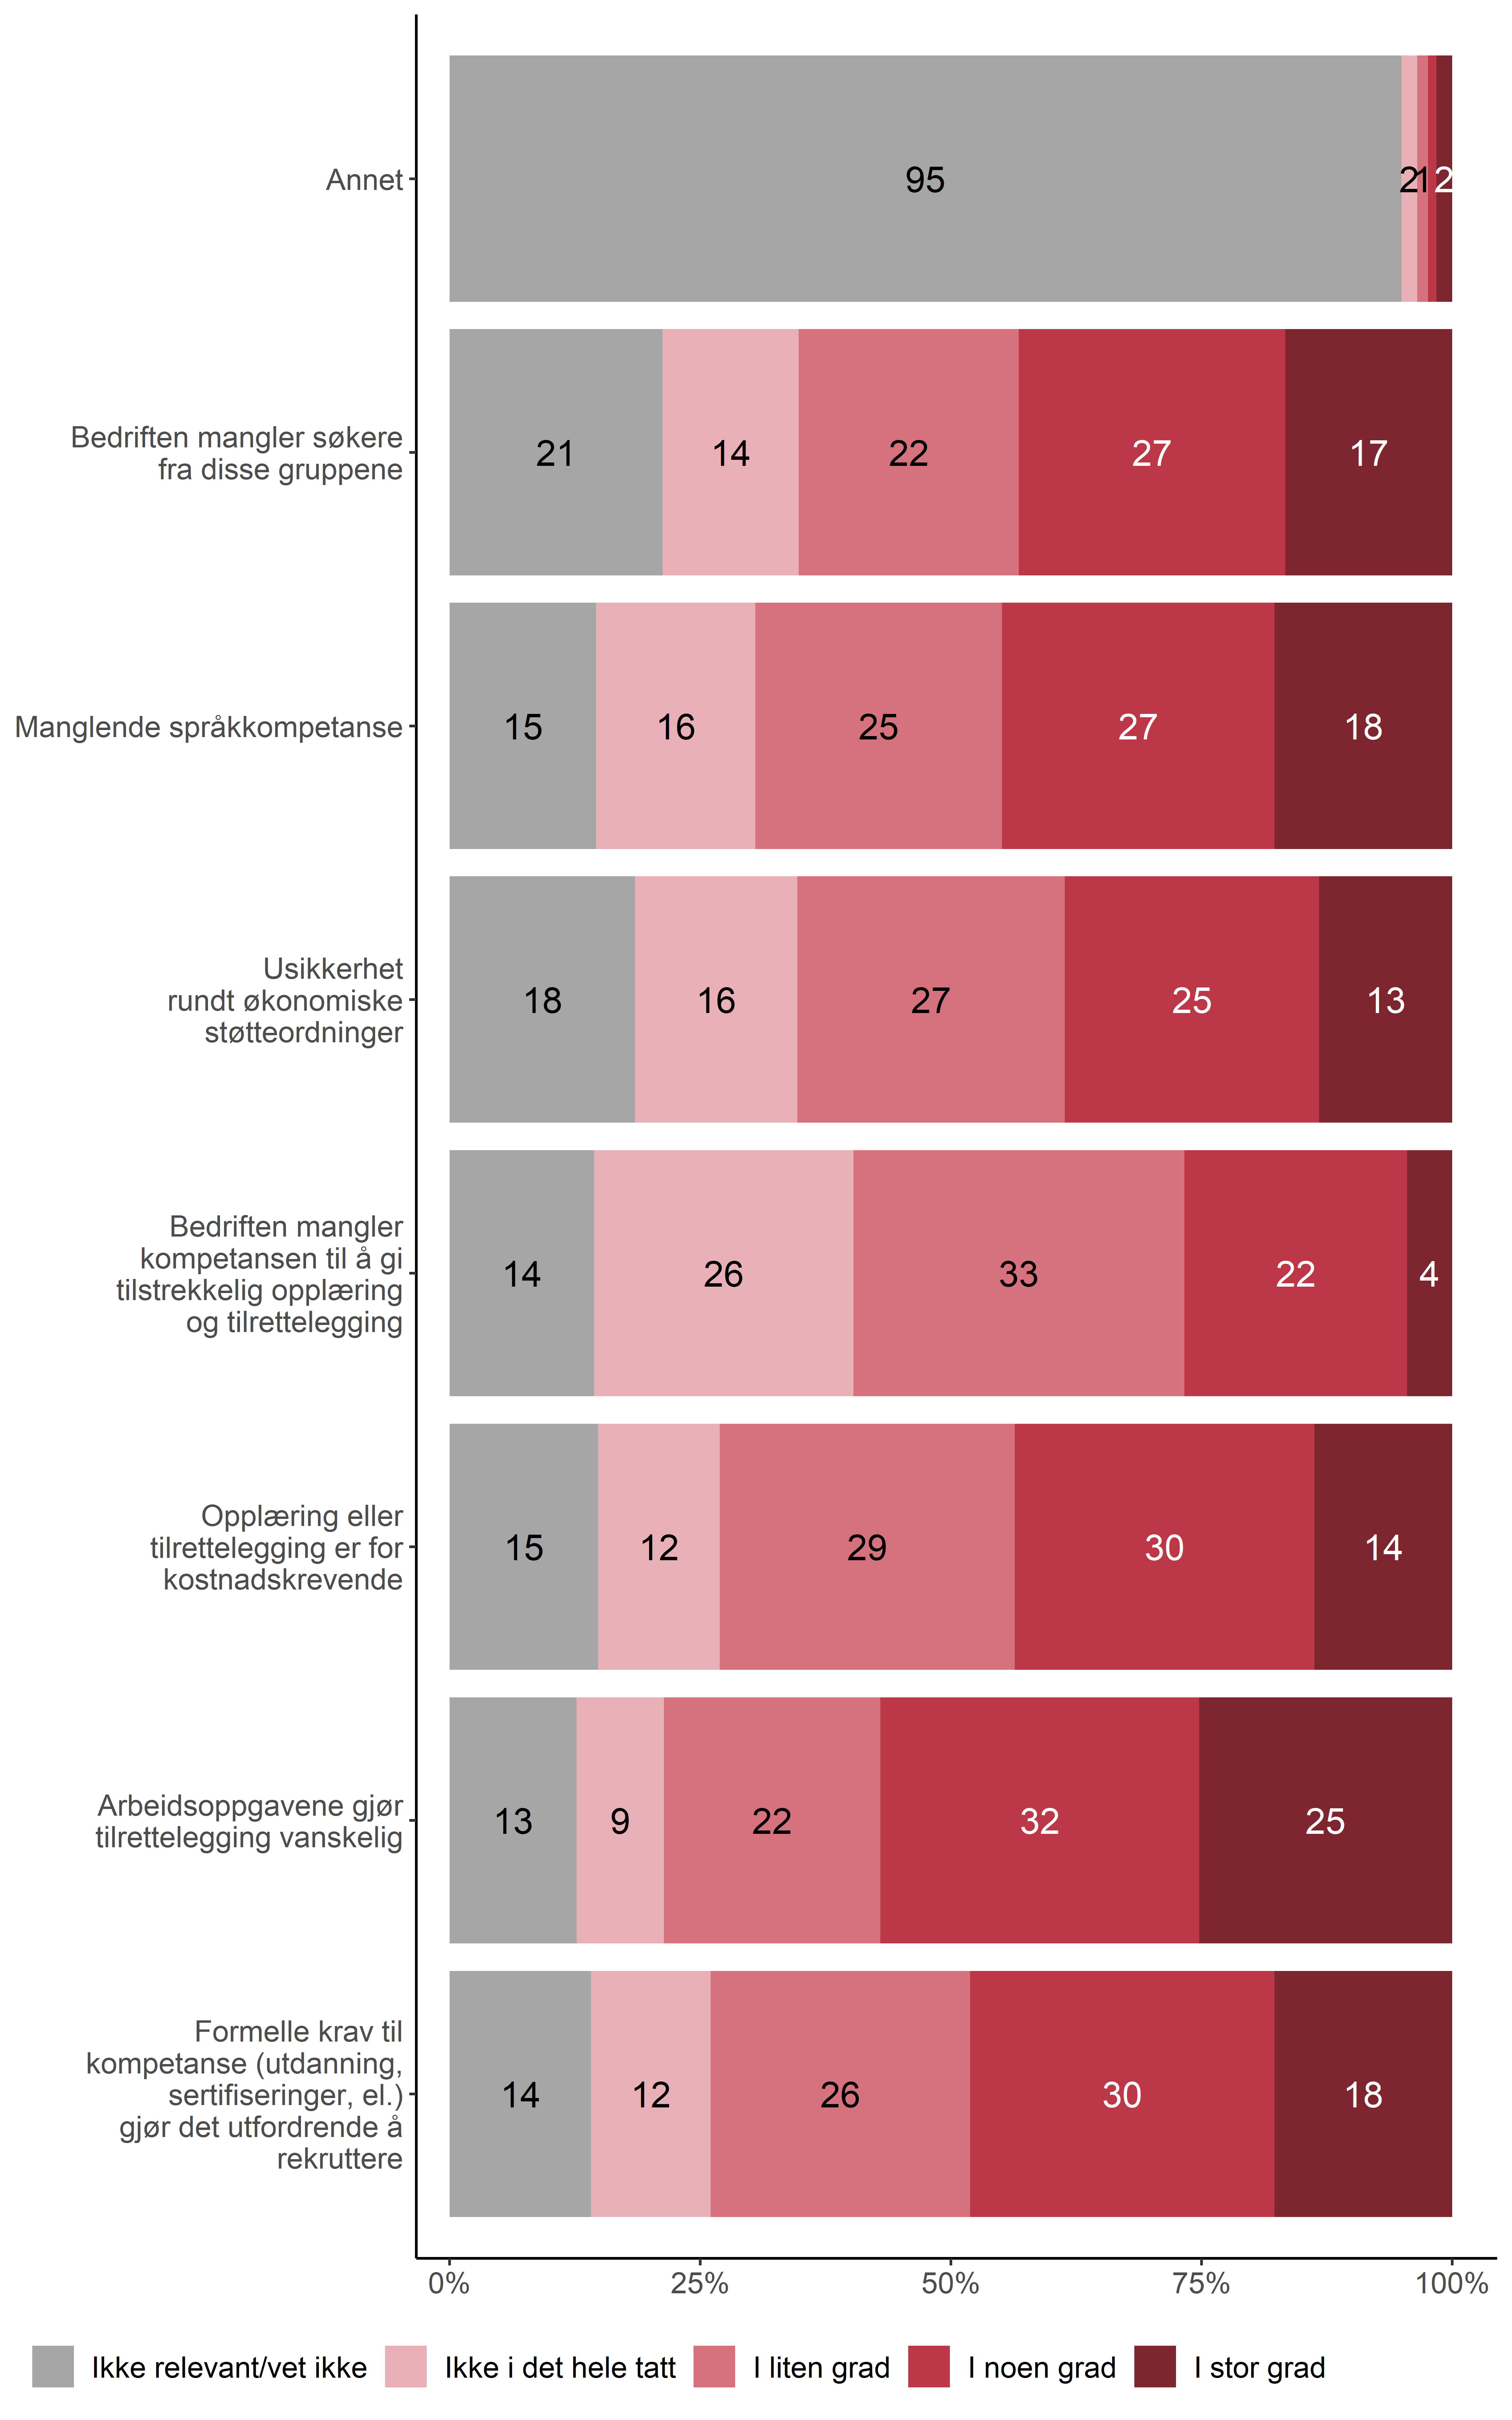 Annet
95
2
1
2
Bedriften mangler søkere
fra disse gruppene
21
14
22
27
17
Manglende språkkompetanse
15
16
25
27
18
Usikkerhet
rundt økonomiske
støtteordninger
18
16
27
25
13
Bedriften mangler
kompetansen til å gi
tilstrekkelig opplæring
og tilrettelegging
14
26
33
22
4
Opplæring eller
tilrettelegging er for
kostnadskrevende
15
12
29
30
14
Arbeidsoppgavene gjør
tilrettelegging vanskelig
13
9
22
32
25
Formelle krav til
kompetanse (utdanning,
sertifiseringer, el.)
gjør det utfordrende å
rekruttere
14
12
26
30
18
0%
25%
50%
75%
100%
Ikke relevant/vet ikke
Ikke i det hele tatt
I liten grad
I noen grad
I stor grad